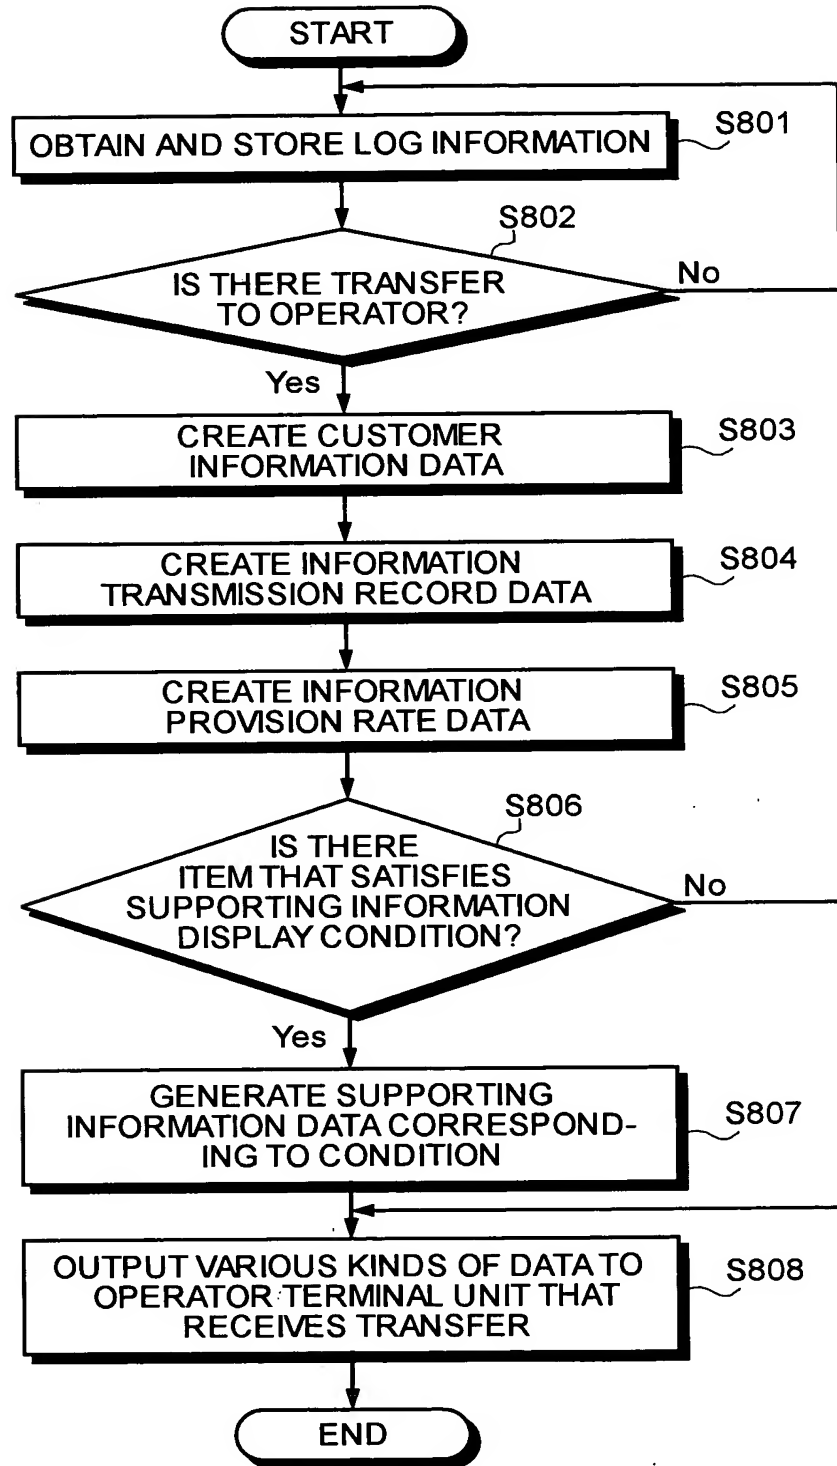 START
OBTAIN AND STORE LOG INFORMATION
S801
S802
IS THERE TRANSFER
TO OPERATOR?
No
Yes
CREATE CUSTOMER
INFORMATION DATA
S803
CREATE INFORMATION
TRANSMISSION RECORD DATA
S804
CREATE INFORMATION
PROVISION RATE DATA
S805
S806
IS THERE
ITEM THAT SATISFIES
SUPPORTING INFORMATION
DISPLAY CONDITION?
No
Yes
GENERATE SUPPORTING
INFORMATION DATA CORRESPOND-
ING TO CONDITION
S807
OUTPUT VARIOUS KINDS OF DATA TO
OPERATOR TERMINAL UNIT THAT
RECEIVES TRANSFER
S808
END